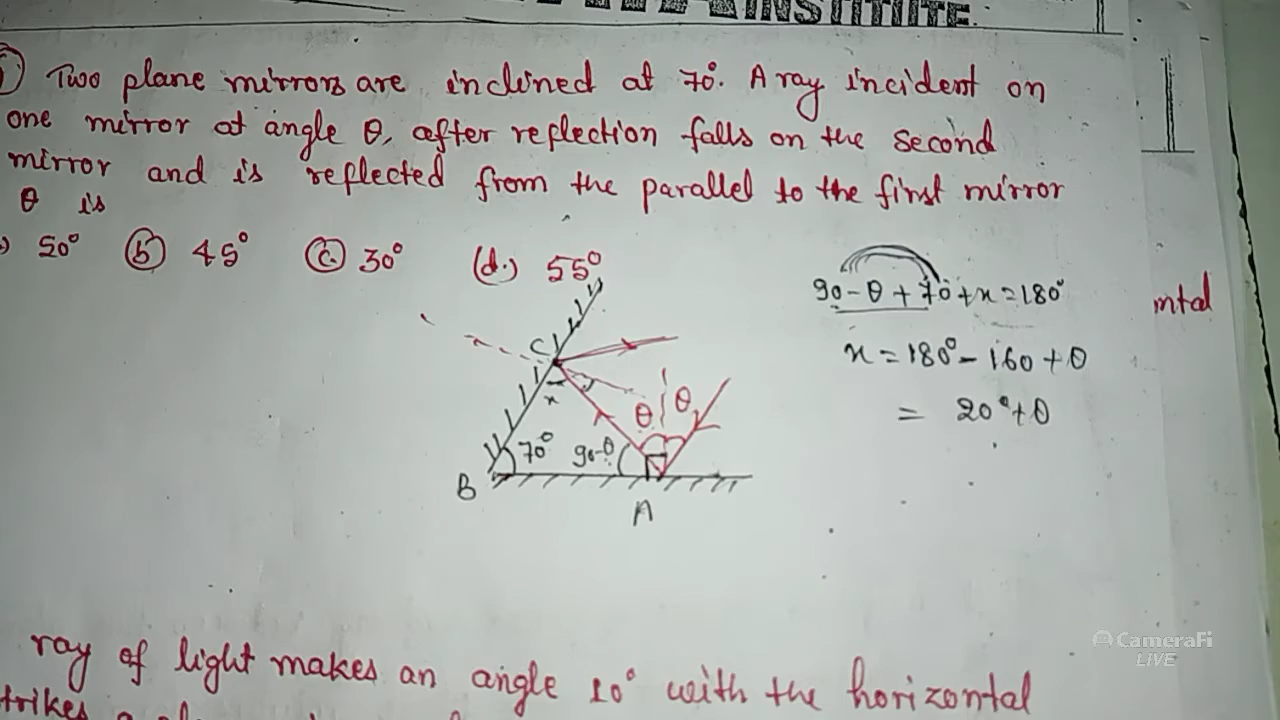 INSTITIUTE
Two plane mirrors are inclined at 70°. A ray incident on
one mirror at angle θ, after reflection falls on the second
mirror and is reflected from the parallel to the first mirror
θ is
50° (b) 45° (c) 30° (d.) 55°
90-θ+70+x=180°
x=180°-160+θ
= 20°+θ
ntal
C
x
θ θ
70° 90-θ
B
A
ray of light makes an angle 10° with the horizontal
CameraFi
LIVE